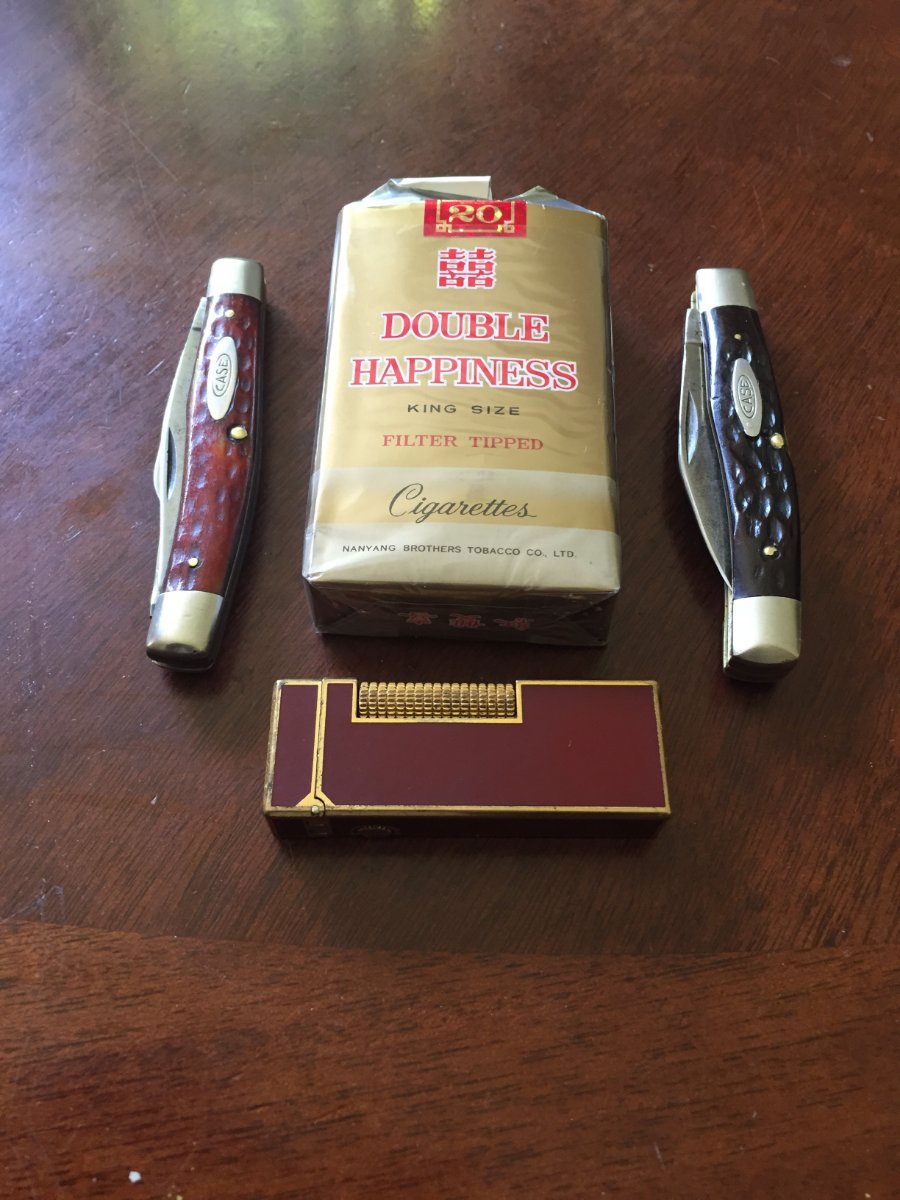 20
囍
DOUBLE
HAPPINESS
KING SIZE
FILTER TIPPED
Cigarettes
NANYANG BROTHERS TOBACCO CO., LTD.
CASE
CASE